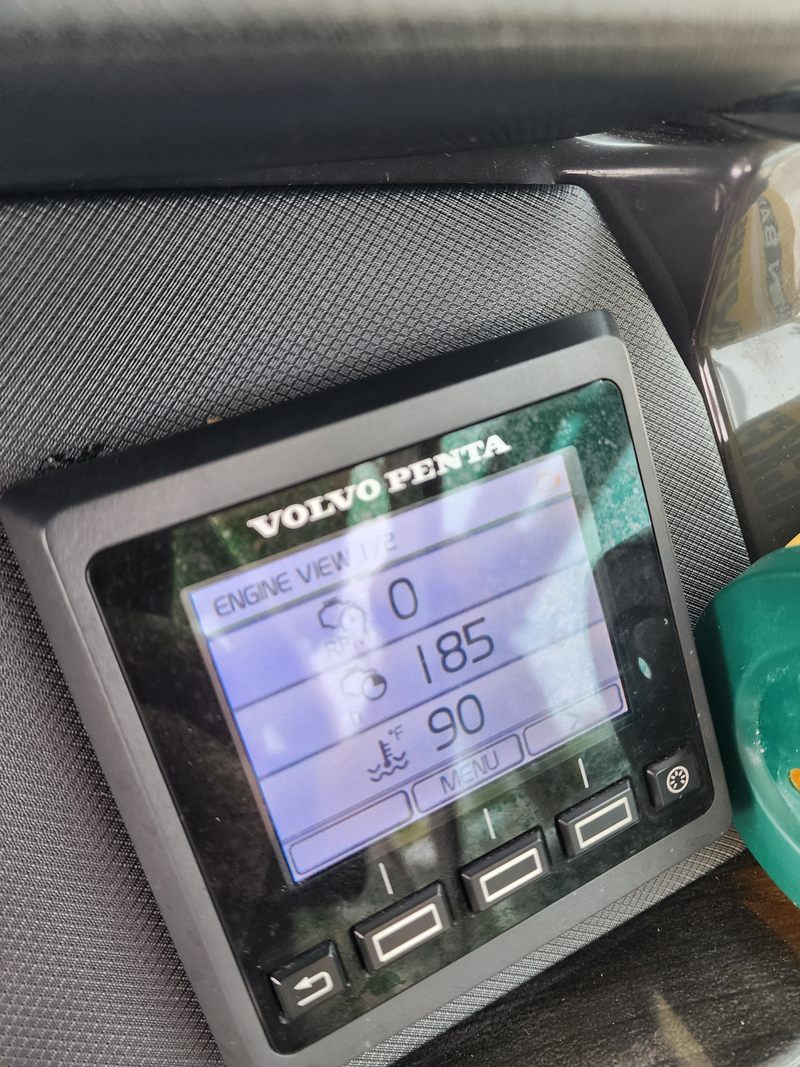 VOLVO PENTA
ENGINE VIEW 1/2
RPM 0
H 185
°F 90
MENU >